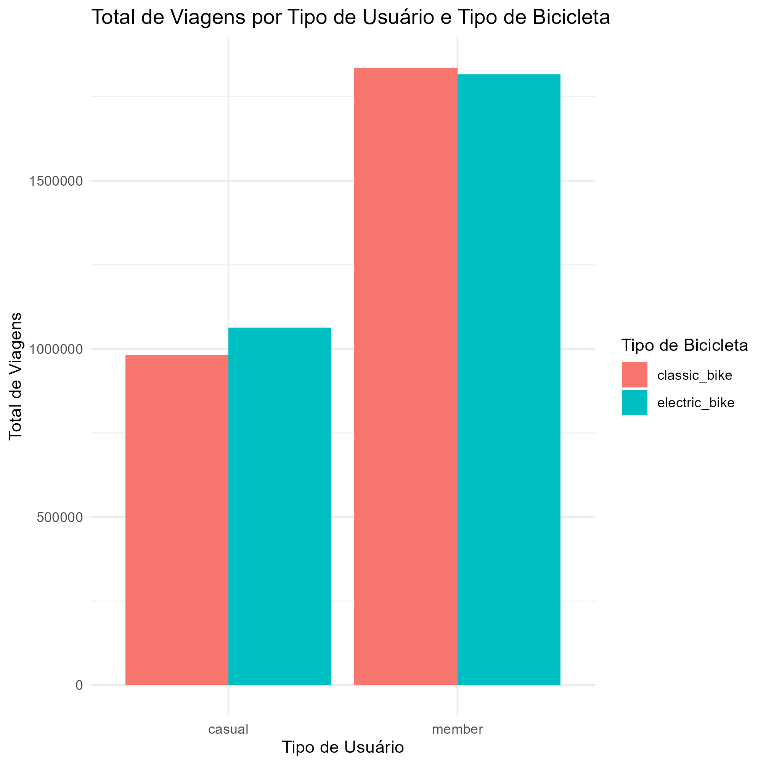 Total de Viagens por Tipo de Usuário e Tipo de Bicicleta
Total de Viagens
1500000
1000000
500000
0
casual
member
Tipo de Usuário
Tipo de Bicicleta
classic_bike
electric_bike